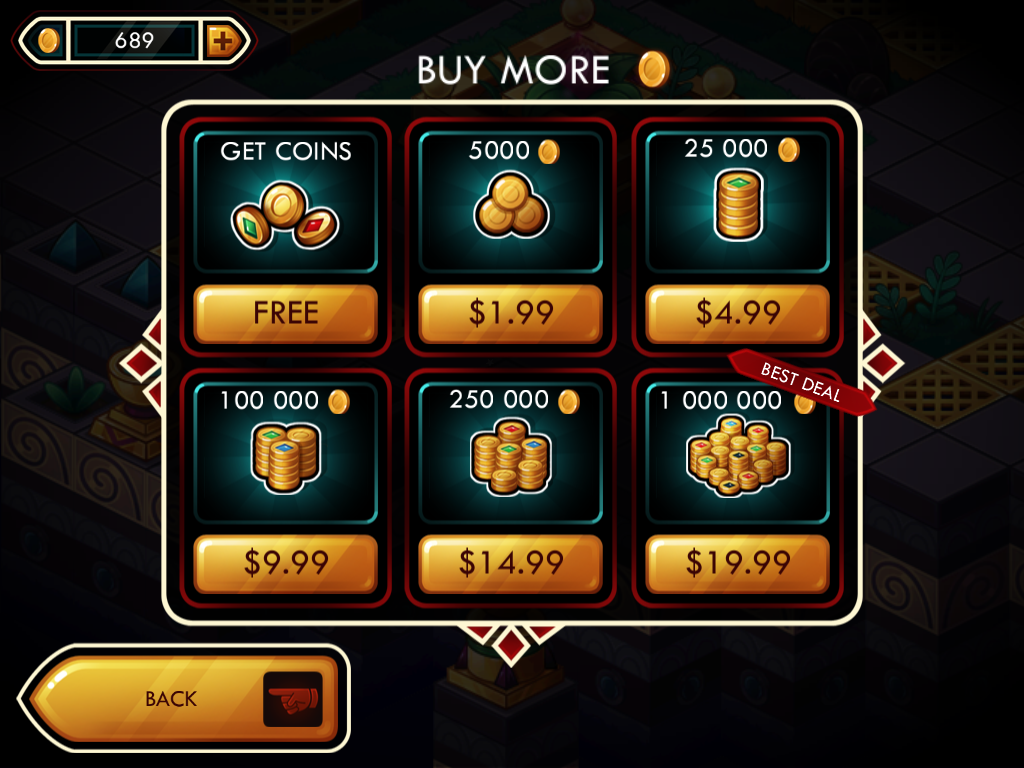 689
BUY MORE
GET COINS
5000
25 000
FREE
$1.99
$4.99
BEST DEAL
100 000
250 000
1 000 000
$9.99
$14.99
$19.99
BACK